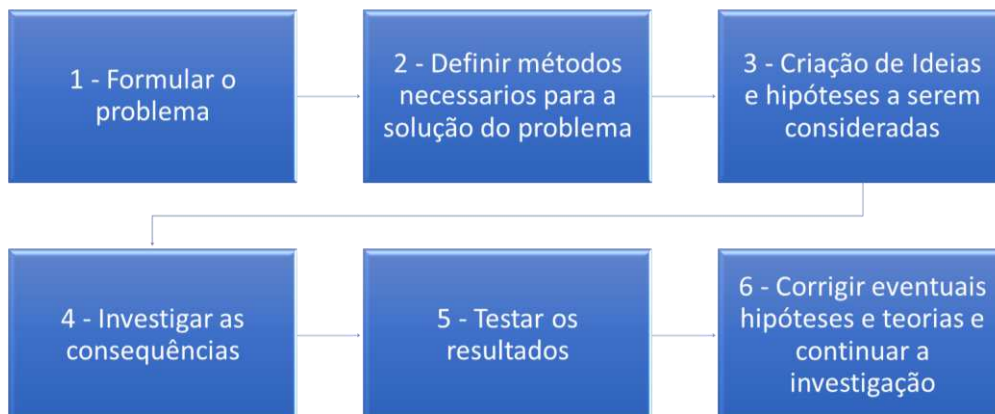 1 - Formular o
problema
2 - Definir métodos
necessarios para a
solução do problema
3 - Criação de Ideias
e hipóteses a serem
consideradas
4 - Investigar as
consequências
5 - Testar os
resultados
6 - Corrigir eventuais
hipóteses e teorias e
continuar a
investigação